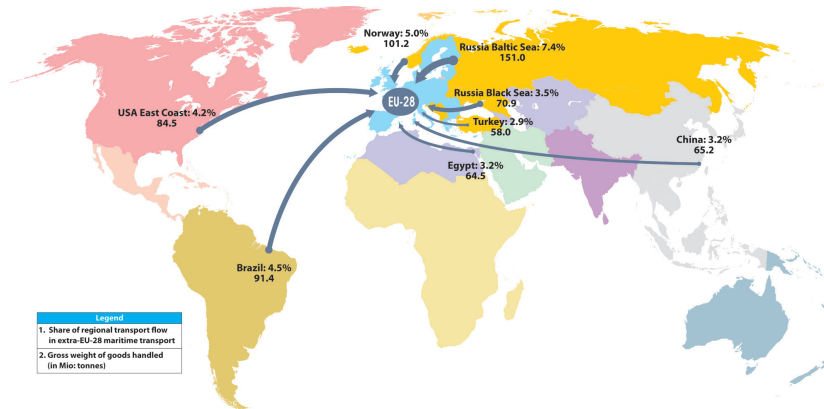 Norway: 5.0%
101.2
Russia Baltic Sea: 7.4%
151.0
EU-28
Russia Black Sea: 3.5%
70.9
USA East Coast: 4.2%
84.5
Turkey: 2.9%
58.0
China: 3.2%
65.2
Egypt: 3.2%
64.5
Brazil: 4.5%
91.4
Legend
1. Share of regional transport flow
in extra-EU-28 maritime transport
2. Gross weight of goods handled
(in Mio: tonnes)